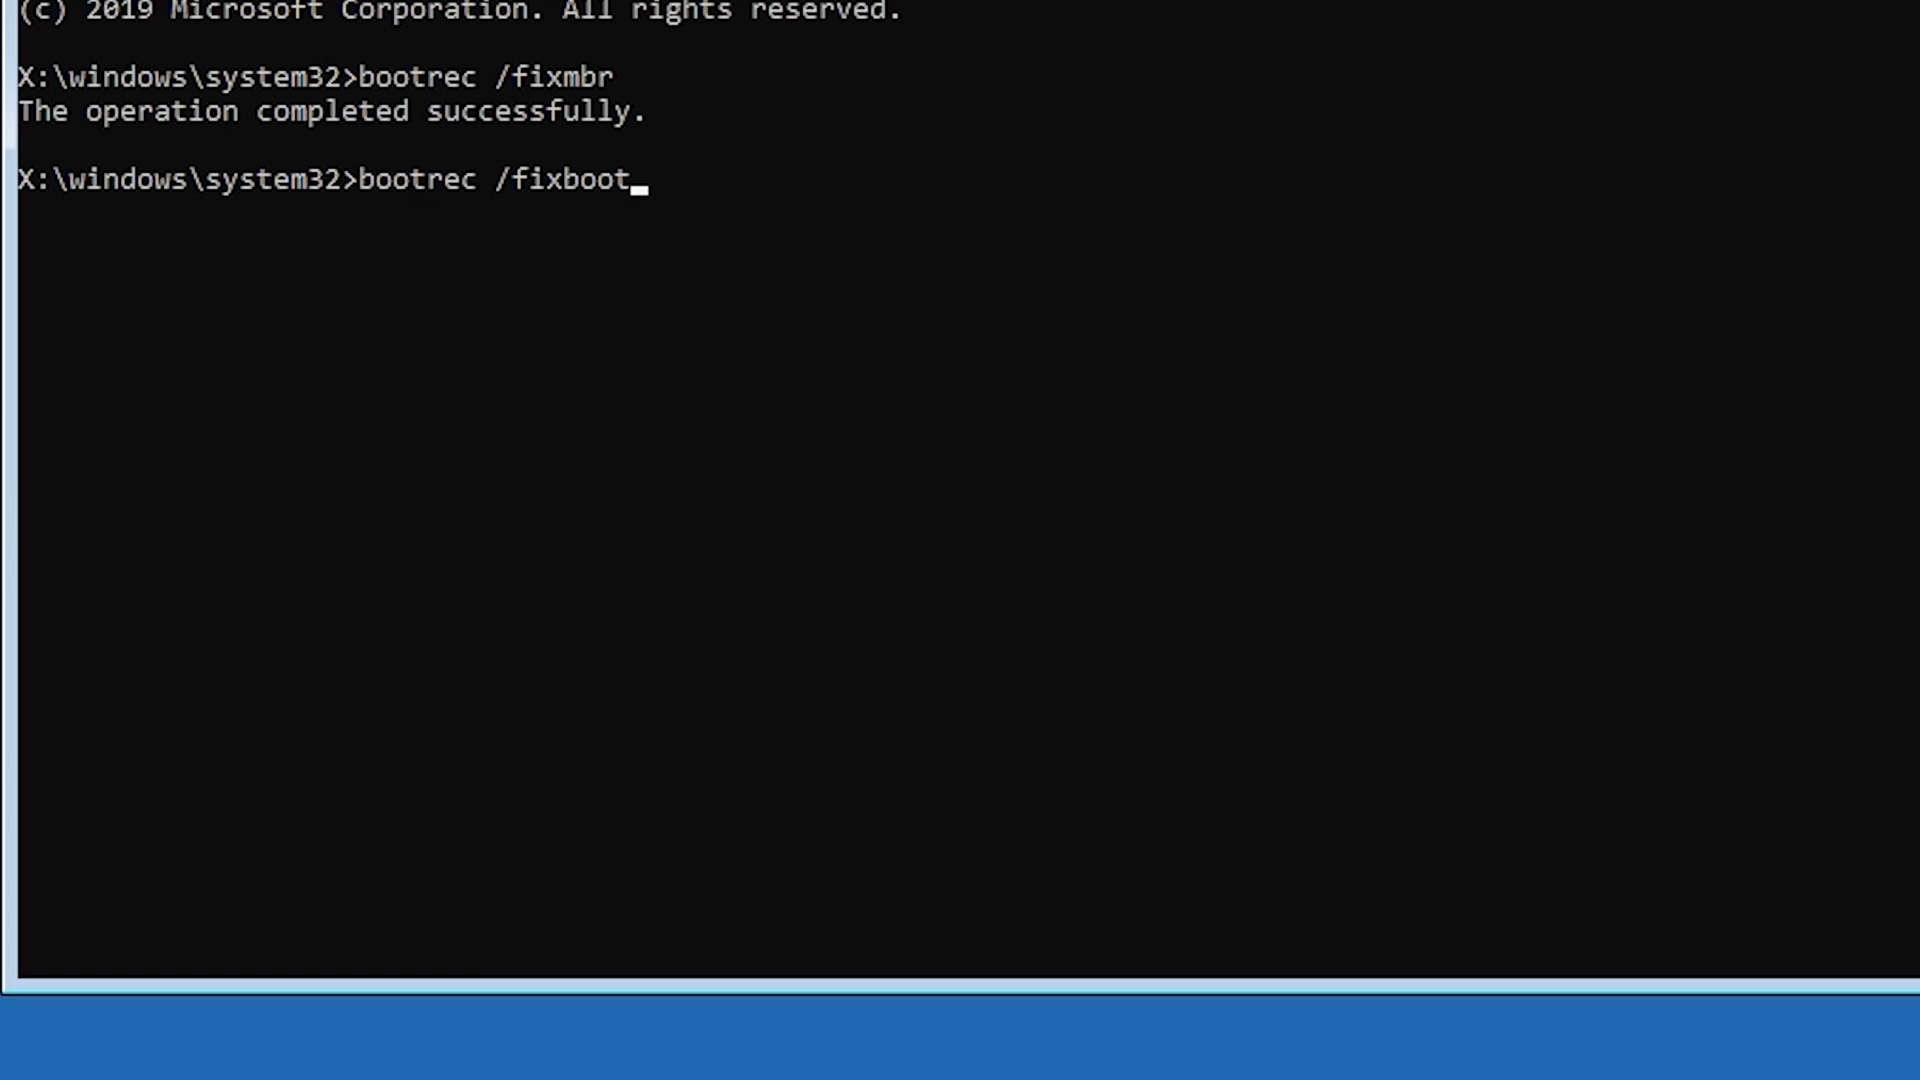 (c) 2019 Microsoft Corporation. All rights reserved.
X:\windows\system32>bootrec /fixmbr
The operation completed successfully.
X:\windows\system32>bootrec /fixboot